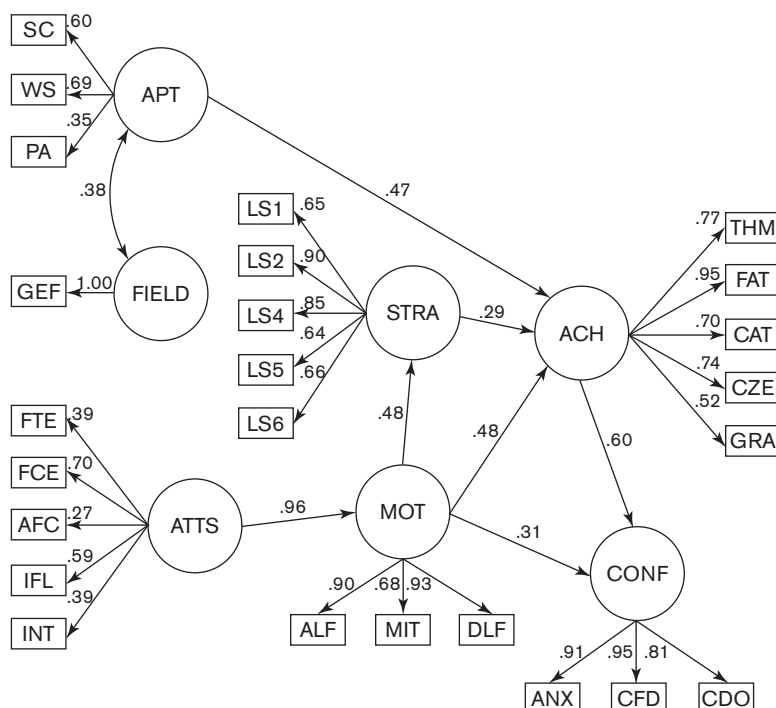 SC
.60
WS
.69
APT
.35
PA
.38
.47
LS1
.65
GEF
1.00
FIELD
LS2
.90
LS4
.85
STRA
.29
ACH
.64
LS5
.66
LS6
.77
THM
.95
FAT
.70
CAT
.74
CZE
.52
GRA
.48
.48
.60
FTE
.39
FCE
.70
AFC
.27
ATTS
.96
MOT
.31
CONF
IFL
.59
INT
.39
.90
.68
.93
ALF
MIT
DLF
.91
.95
.81
ANX
CFD
CDO